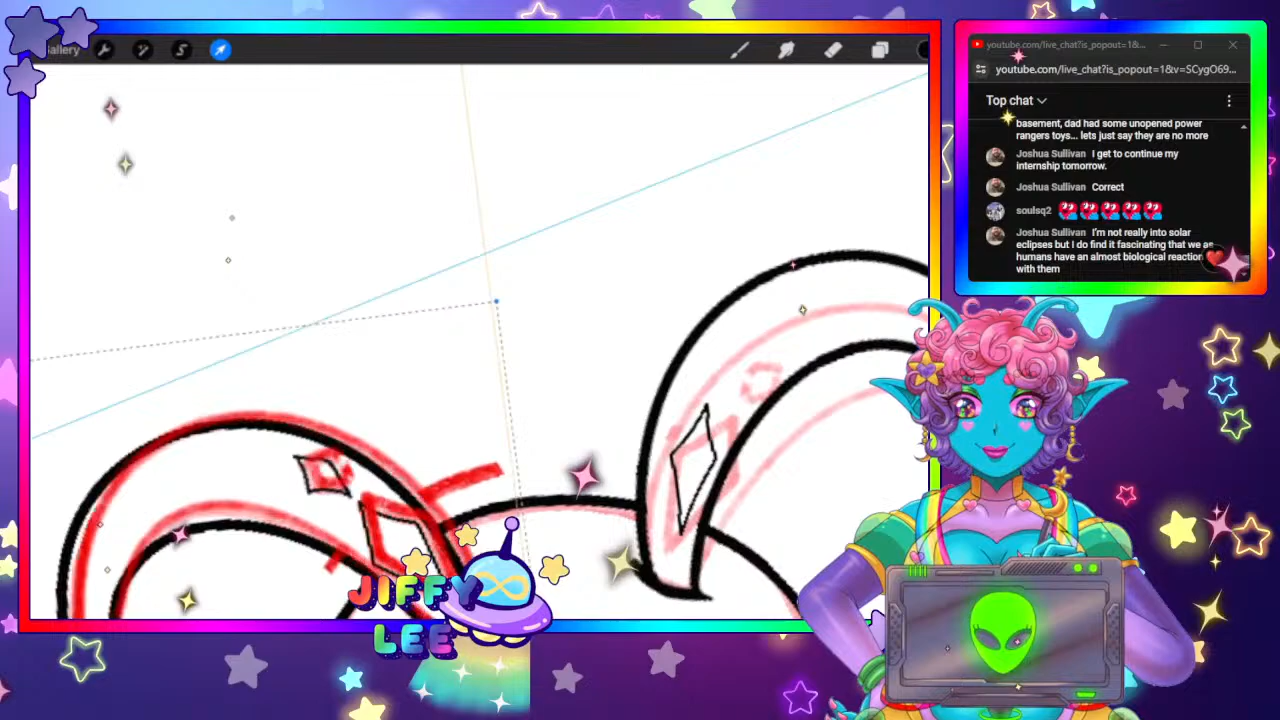 Gallery
youtube.com/live_chat?is_popout=1&l...
youtube.com/live_chat?is_popout=1&v=SCygO69...
Top chat
basement, dad had some unopened power
rangers toys... lets just say they are no more
Joshua Sullivan I get to continue my
internship tomorrow.
Joshua Sullivan Correct
soulsq2
Joshua Sullivan I'm not really into solar
eclipses but I do find it fascinating that we as
humans have an almost biological reaction
with them
JIFFY
LEE